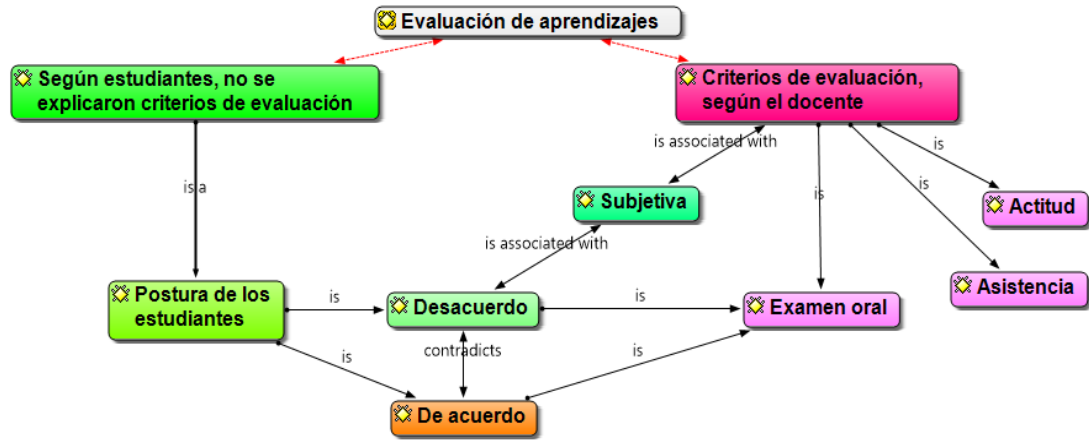 Evaluación de aprendizajes
Según estudiantes, no se
explicaron criterios de evaluación
Criterios de evaluación,
según el docente
is associated with
is
is
is a
is
Subjetiva
Actitud
is associated with
Asistencia
Postura de los
estudiantes
is
Desacuerdo
is
Examen oral
contradicts
is
is
De acuerdo